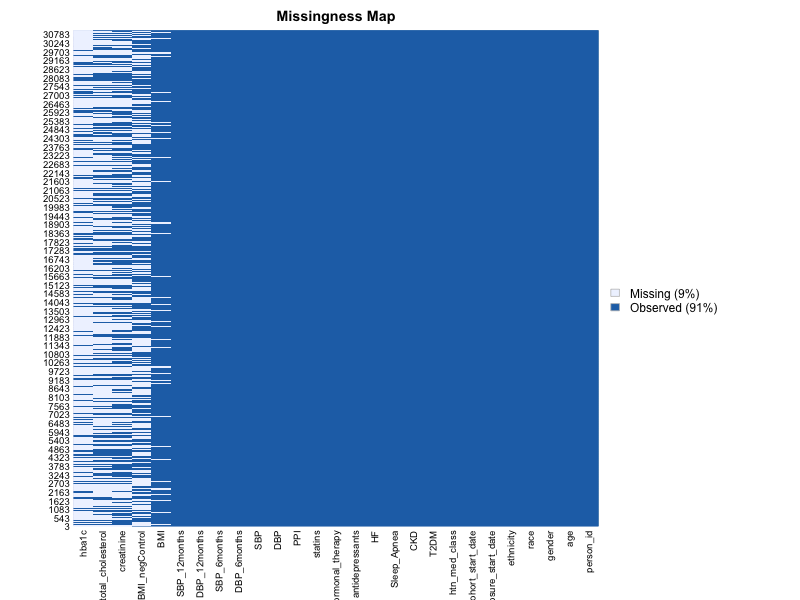 Missingness Map
30783
30243
29703
29163
28623
28083
27543
27003
26463
25923
25383
24843
24303
23763
23223
22683
22143
21603
21063
20523
19983
19443
18903
18363
17823
17283
16743
16203
15663
15123
14583
14043
13503
12963
12423
11883
11343
10803
10263
9723
9183
8643
8103
7563
7023
6483
5943
5403
4863
4323
3783
3243
2703
2163
1623
1083
543
3
Missing (9%)
Observed (91%)
hba1c
total_cholesterol
creatinine
BMI_negControl
BMI
SBP_12months
DBP_12months
SBP_6months
DBP_6months
SBP
DBP
PPI
statins
rmonal_therapy
antidepressants
HF
Sleep_Apnea
CKD
T2DM
htn_med_class
ohort_start_date
osure_start_date
ethnicity
race
gender
age
person_id